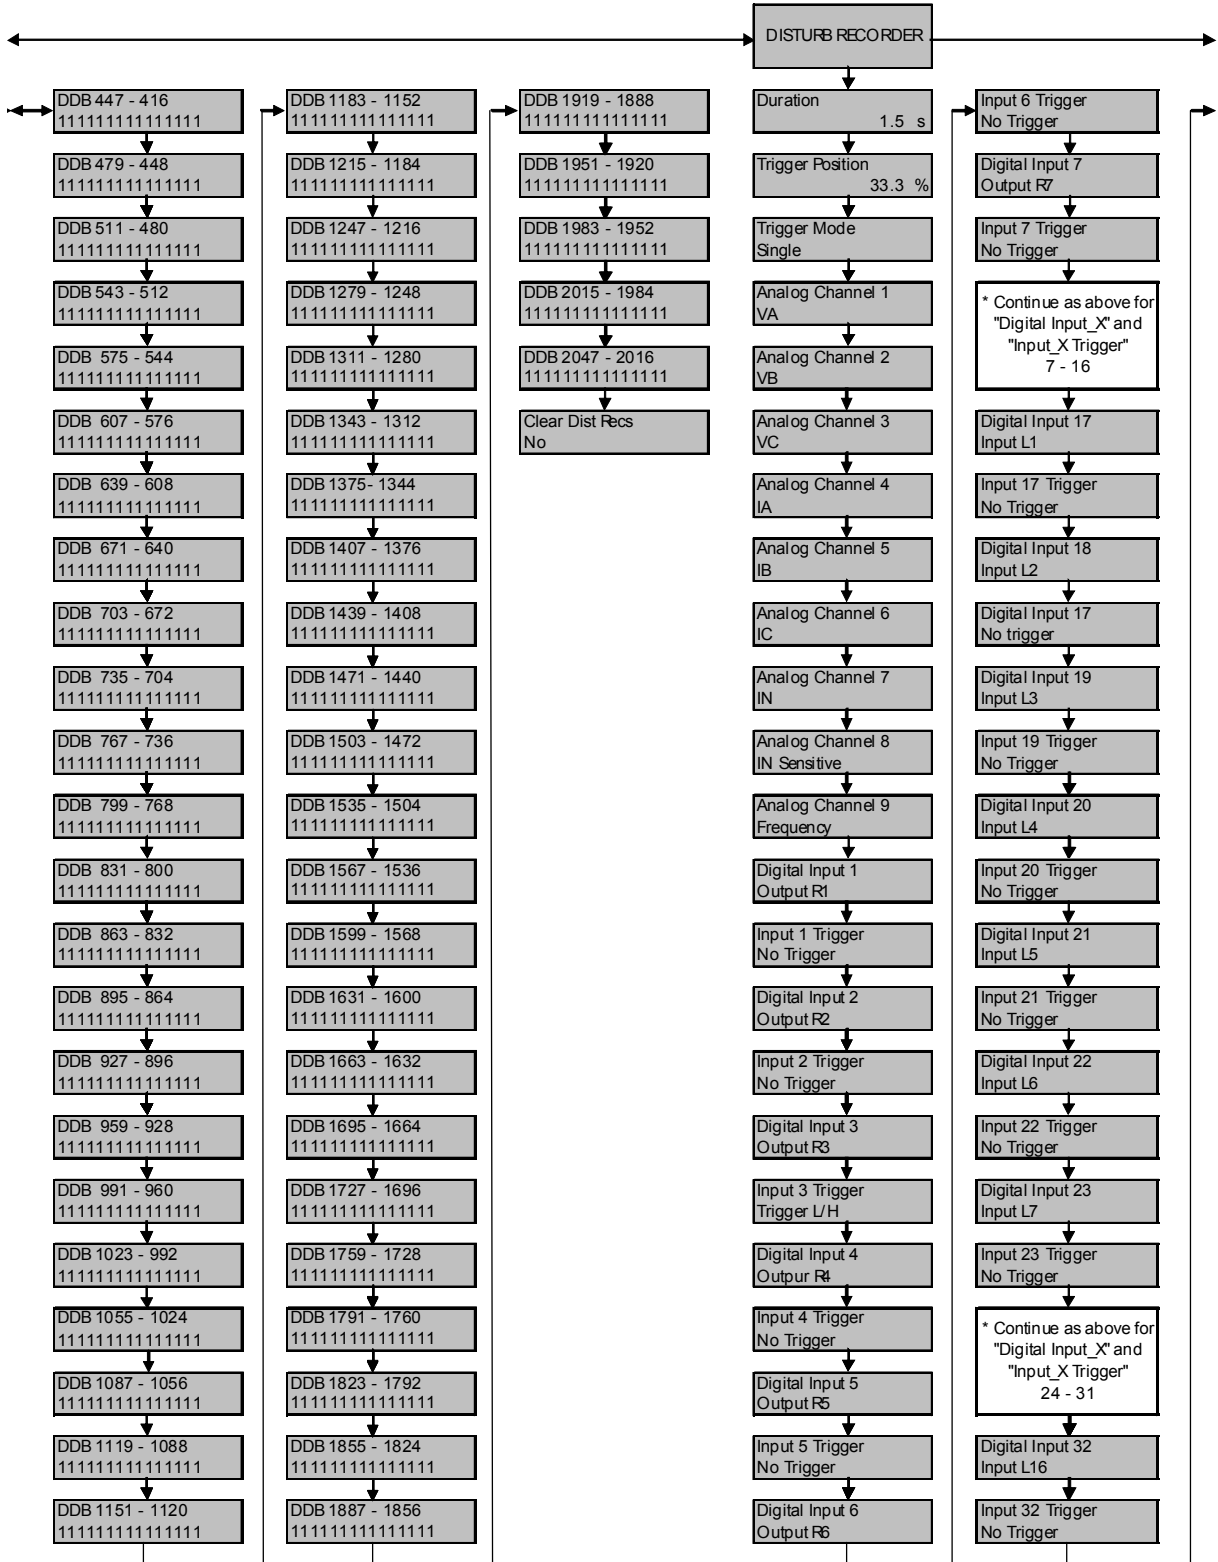 DISTURB RECORDER
DDB 447 - 416
1111111111111111
DDB 479 - 448
1111111111111111
DDB 511 - 480
1111111111111111
DDB 543 - 512
1111111111111111
DDB 575 - 544
1111111111111111
DDB 607 - 576
1111111111111111
DDB 639 - 608
1111111111111111
DDB 671 - 640
1111111111111111
DDB 703 - 672
1111111111111111
DDB 735 - 704
1111111111111111
DDB 767 - 736
1111111111111111
DDB 799 - 768
1111111111111111
DDB 831 - 800
1111111111111111
DDB 863 - 832
1111111111111111
DDB 895 - 864
1111111111111111
DDB 927 - 896
1111111111111111
DDB 959 - 928
1111111111111111
DDB 991 - 960
1111111111111111
DDB 1023 - 992
1111111111111111
DDB 1055 - 1024
1111111111111111
DDB 1087 - 1056
1111111111111111
DDB 1119 - 1088
1111111111111111
DDB 1151 - 1120
1111111111111111
DDB 1183 - 1152
1111111111111111
DDB 1215 - 1184
1111111111111111
DDB 1247 - 1216
1111111111111111
DDB 1279 - 1248
1111111111111111
DDB 1311 - 1280
1111111111111111
DDB 1343 - 1312
1111111111111111
DDB 1375- 1344
1111111111111111
DDB 1407 - 1376
1111111111111111
DDB 1439 - 1408
1111111111111111
DDB 1471 - 1440
1111111111111111
DDB 1503 - 1472
1111111111111111
DDB 1535 - 1504
1111111111111111
DDB 1567 - 1536
1111111111111111
DDB 1599 - 1568
1111111111111111
DDB 1631 - 1600
1111111111111111
DDB 1663 - 1632
1111111111111111
DDB 1695 - 1664
1111111111111111
DDB 1727 - 1696
1111111111111111
DDB 1759 - 1728
1111111111111111
DDB 1791 - 1760
1111111111111111
DDB 1823 - 1792
1111111111111111
DDB 1855 - 1824
1111111111111111
DDB 1887 - 1856
1111111111111111
DDB 1919 - 1888
1111111111111111
DDB 1951 - 1920
1111111111111111
DDB 1983 - 1952
1111111111111111
DDB 2015 - 1984
1111111111111111
DDB 2047 - 2016
1111111111111111
Clear Dist Recs
No
Duration
1.5 s
Trigger Position
33.3 %
Trigger Mode
Single
Analog Channel 1
VA
Analog Channel 2
VB
Analog Channel 3
VC
Analog Channel 4
IA
Analog Channel 5
IB
Analog Channel 6
IC
Analog Channel 7
IN
Analog Channel 8
IN Sensitive
Analog Channel 9
Frequency
Digital Input 1
Output R1
Input 1 Trigger
No Trigger
Digital Input 2
Output R2
Input 2 Trigger
No Trigger
Digital Input 3
Output R3
Input 3 Trigger
Trigger L/H
Digital Input 4
Outpur R4
Input 4 Trigger
No Trigger
Digital Input 5
Output R5
Input 5 Trigger
No Trigger
Digital Input 6
Output R6
Input 6 Trigger
No Trigger
Digital Input 7
Output R7
Input 7 Trigger
No Trigger
* Continue as above for
"Digital Input_X" and
"Input_X Trigger"
7 - 16
Digital Input 17
Input L1
Input 17 Trigger
No Trigger
Digital Input 18
Input L2
Digital Input 17
No trigger
Digital Input 19
Input L3
Input 19 Trigger
No Trigger
Digital Input 20
Input L4
Input 20 Trigger
No Trigger
Digital Input 21
Input L5
Input 21 Trigger
No Trigger
Digital Input 22
Input L6
Input 22 Trigger
No Trigger
Digital Input 23
Input L7
Input 23 Trigger
No Trigger
* Continue as above for
"Digital Input_X" and
"Input_X Trigger"
24 - 31
Digital Input 32
Input L16
Input 32 Trigger
No Trigger